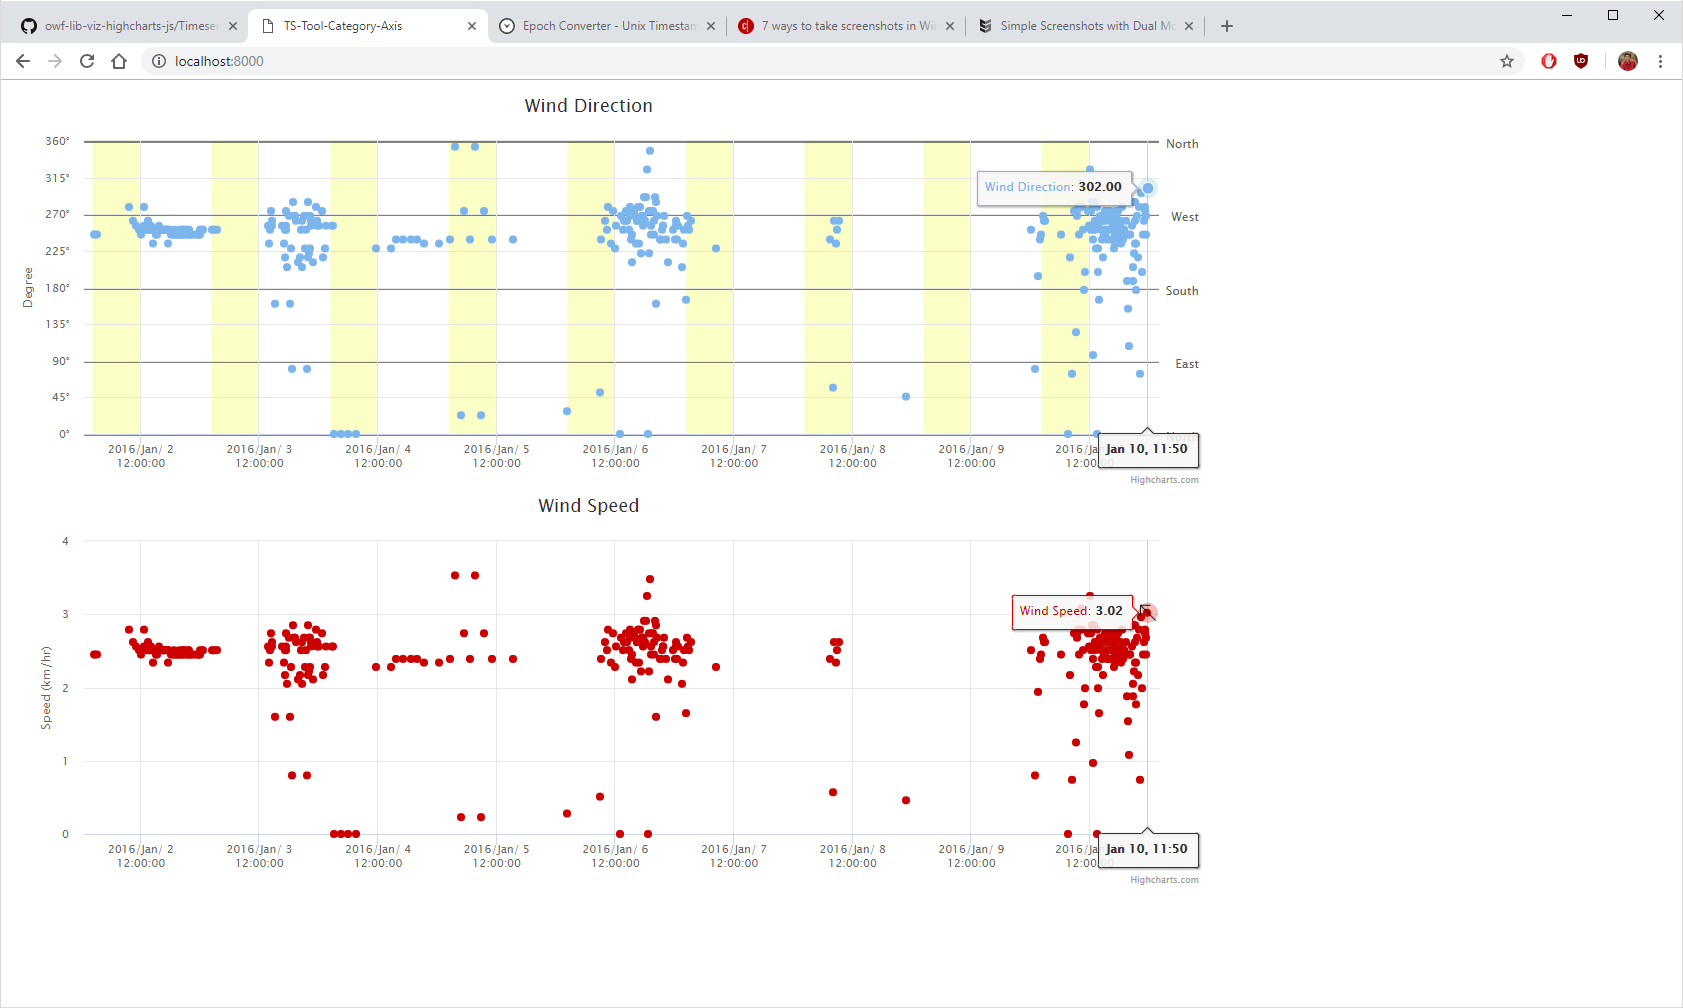 owf-lib-viz-highcharts-js/Timeser
TS-Tool-Category-Axis
Epoch Converter - Unix Timestam
7 ways to take screenshots in Win
Simple Screenshots with Dual Mo
localhost:8000
Wind Direction
360°
315°
270°
225°
180°
135°
90°
45°
0°
Degree
North
West
South
East
Wind Direction: 302.00
2016/Jan/ 2 12:00:00
2016/Jan/ 3 12:00:00
2016/Jan/ 4 12:00:00
2016/Jan/ 5 12:00:00
2016/Jan/ 6 12:00:00
2016/Jan/ 7 12:00:00
2016/Jan/ 8 12:00:00
2016/Jan/ 9 12:00:00
2016/Ja 12:00:0
North
Jan 10, 11:50
Highcharts.com
Wind Speed
4
3
2
1
0
Speed (km/hr)
Wind Speed: 3.02
2016/Jan/ 2 12:00:00
2016/Jan/ 3 12:00:00
2016/Jan/ 4 12:00:00
2016/Jan/ 5 12:00:00
2016/Jan/ 6 12:00:00
2016/Jan/ 7 12:00:00
2016/Jan/ 8 12:00:00
2016/Jan/ 9 12:00:00
2016/Ja 12:00:0
Jan 10, 11:50
Highcharts.com